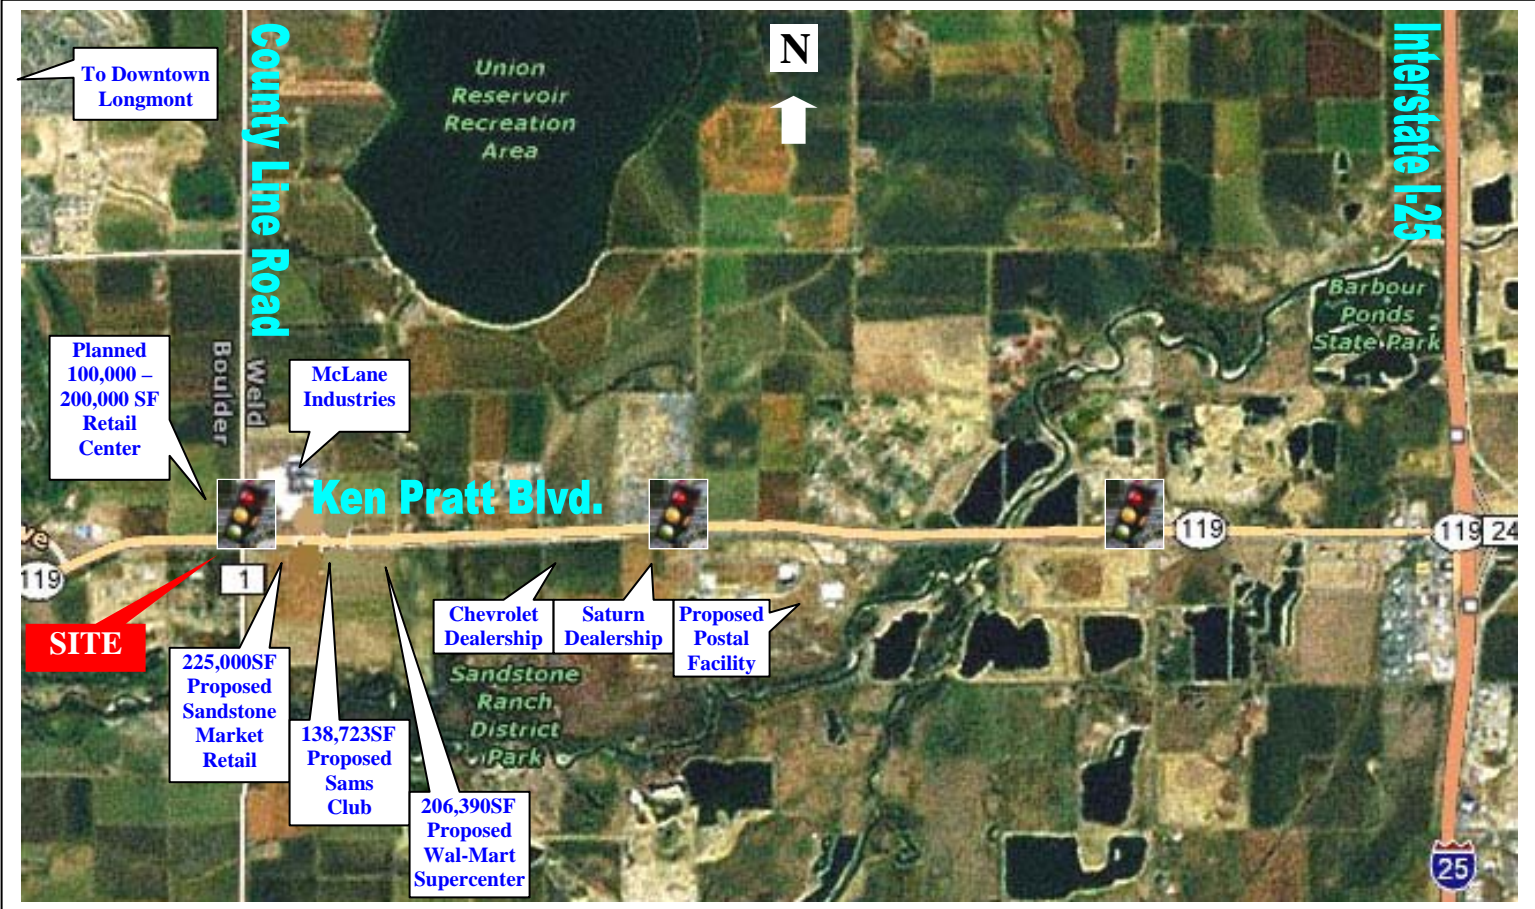 To Downtown
Longmont
County Line Road
Union
Reservoir
Recreation
Area
N
Interstate I-25
Barbour
Ponds
State Park
Planned
100,000 –
200,000 SF
Retail
Center
Boulder
Weld
McLane
Industries
Ken Pratt Blvd.
119
119
24
ve
119
1
SITE
Chevrolet
Dealership
Saturn
Dealership
Proposed
Postal
Facility
225,000SF
Proposed
Sandstone
Market
Retail
138,723SF
Proposed
Sams
Club
206,390SF
Proposed
Wal-Mart
Supercenter
Sandstone
Ranch
District
Park
25